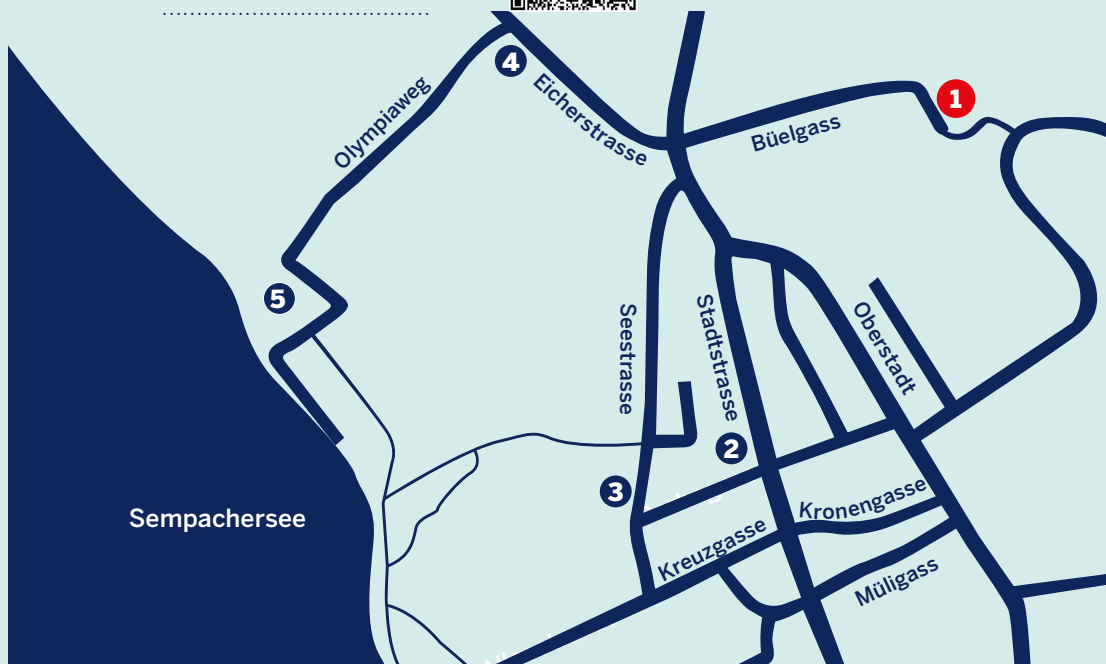 4
Eicherstrasse
1
Olympiaweg
Büelgass
5
Seestrasse
Stadtstrasse
Oberstadt
2
3
Kronengasse
Sempachersee
Kreuzgasse
Müligass